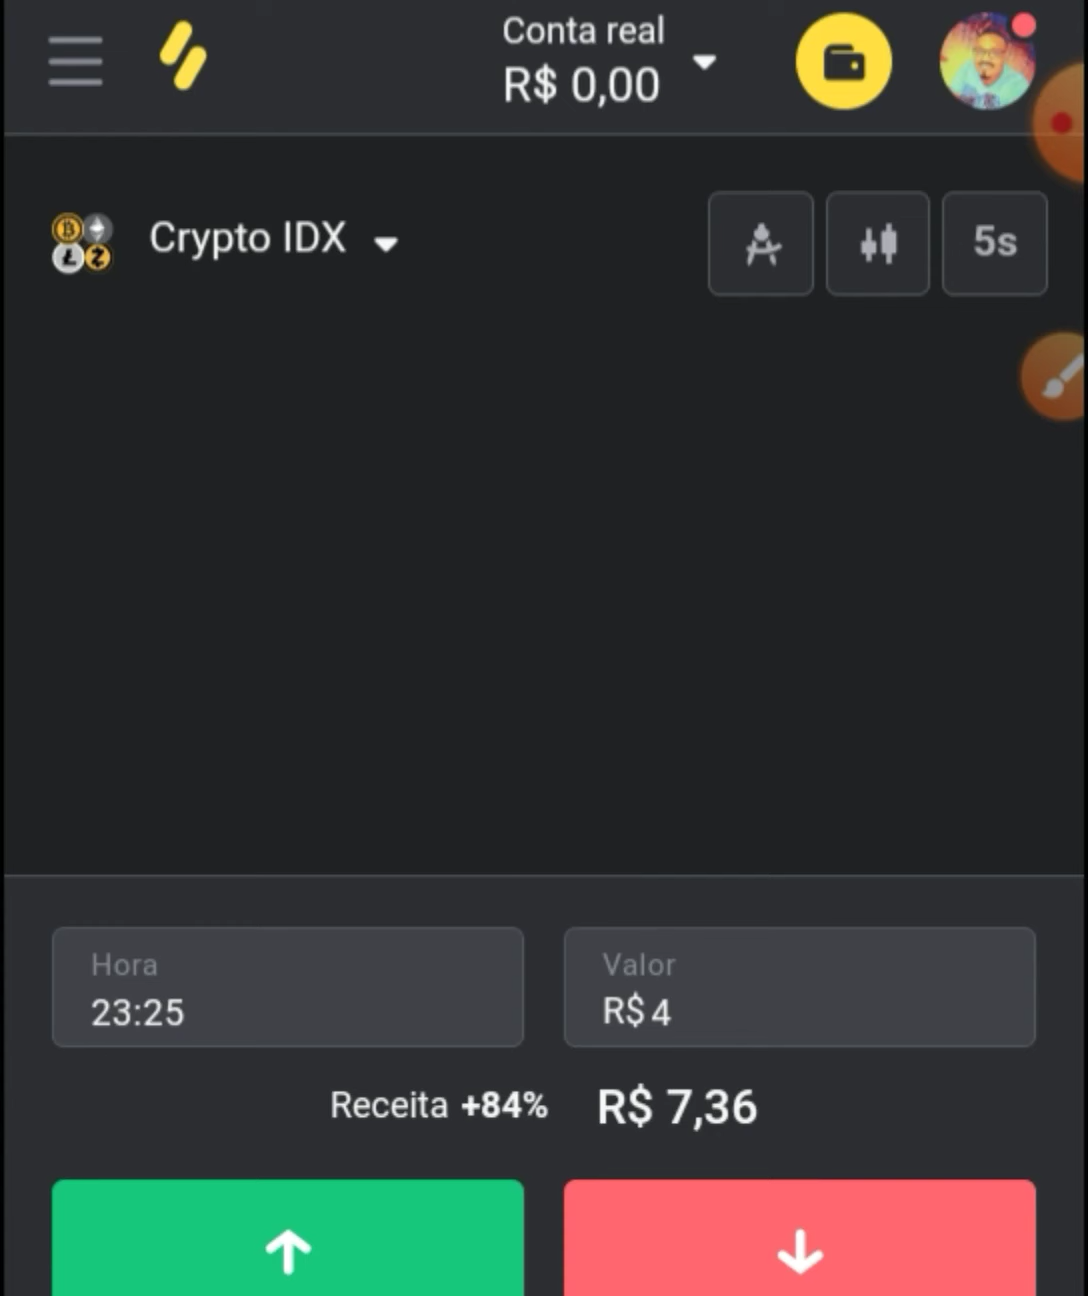 Conta real
R$ 0,00
Crypto IDX
5s
Hora
23:25
Valor
R$ 4
Receita +84% R$ 7,36